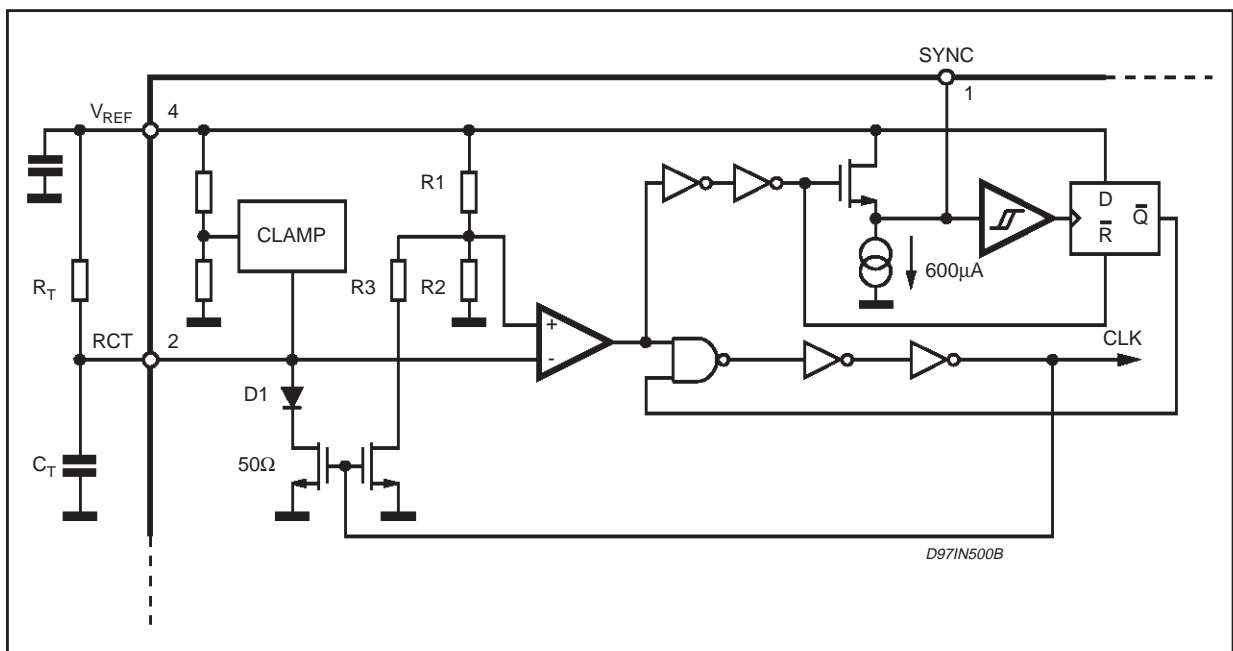 SYNC
1
VREF 4
R1
D
R̅
Q̅
CLAMP
600µA
RT
R3
R2
+
-
RCT 2
CLK
D1
50Ω
CT
D97IN500B